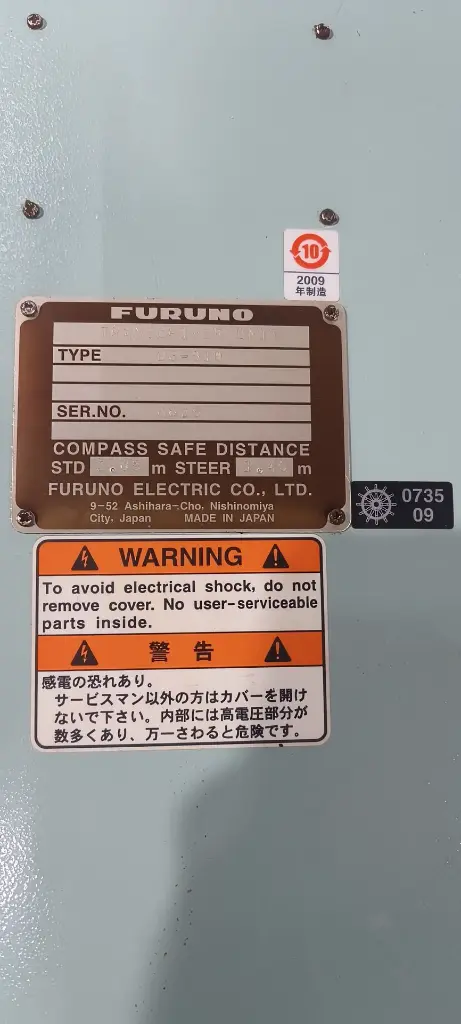 10
2009
年制造
FURUNO
TYPE
SER.NO.
COMPASS SAFE DISTANCE
STD m STEER m
FURUNO ELECTRIC CO., LTD.
9-52 Ashihara-Cho, Nishinomiya
City, Japan MADE IN JAPAN
0735
09
WARNING
To avoid electrical shock, do not
remove cover. No user-serviceable
parts inside.
警告
感電の恐れあり。
サービスマン以外の方はカバーを開け
ないで下さい。内部には高電圧部分が
数多くあり、万一さわると危険です。